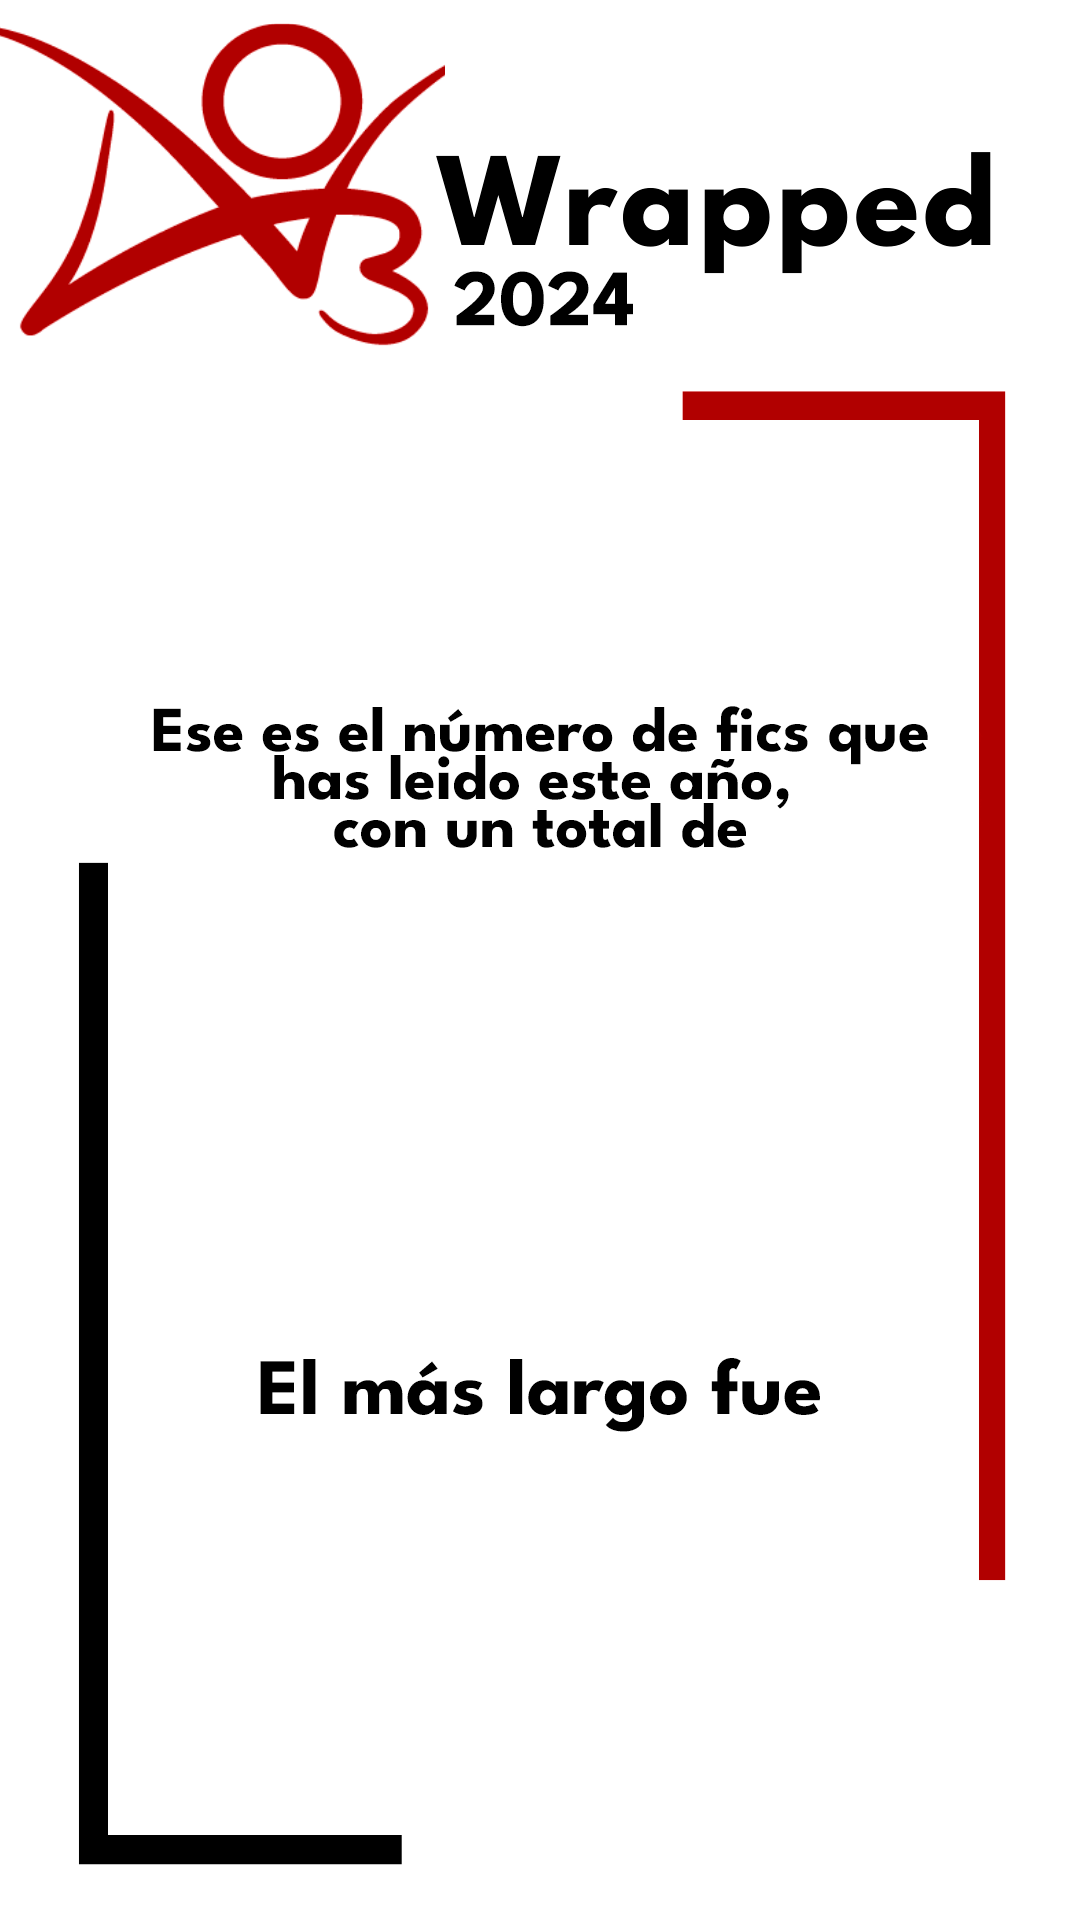 Wrapped
2024
Ese es el número de fics que
has leido este año,
con un total de
El más largo fue